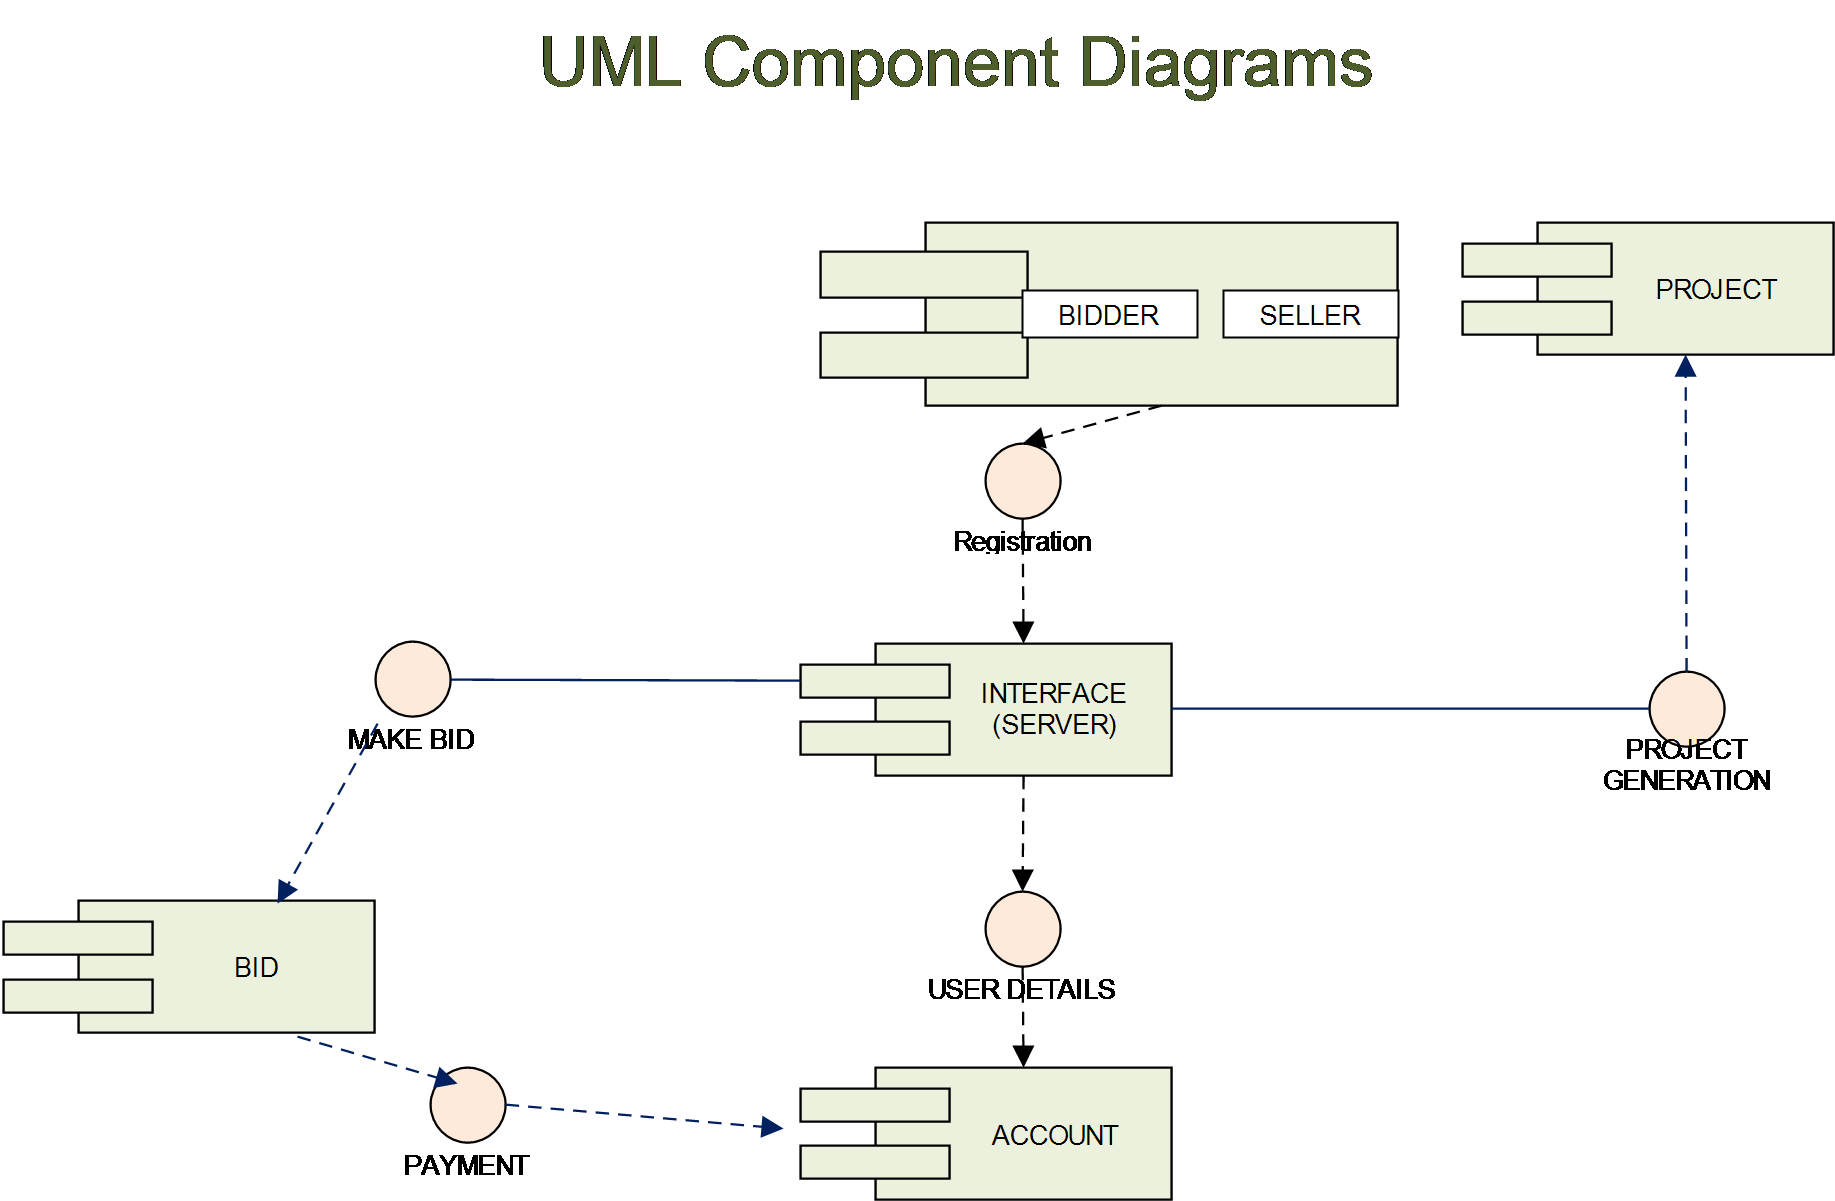 UML Component Diagrams
BIDDER
SELLER
PROJECT
Registration
INTERFACE
(SERVER)
MAKE BID
PROJECT
GENERATION
BID
USER DETAILS
ACCOUNT
PAYMENT